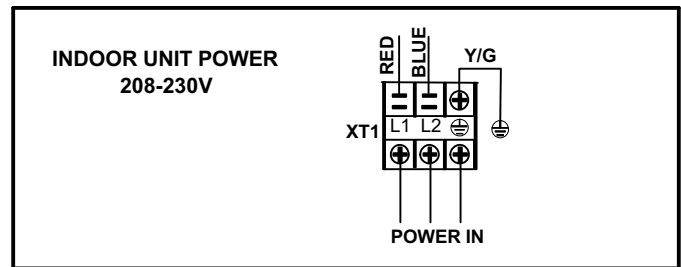 INDOOR UNIT POWER
208-230V
RED
BLUE
Y/G
XT1
L1 L2
POWER IN